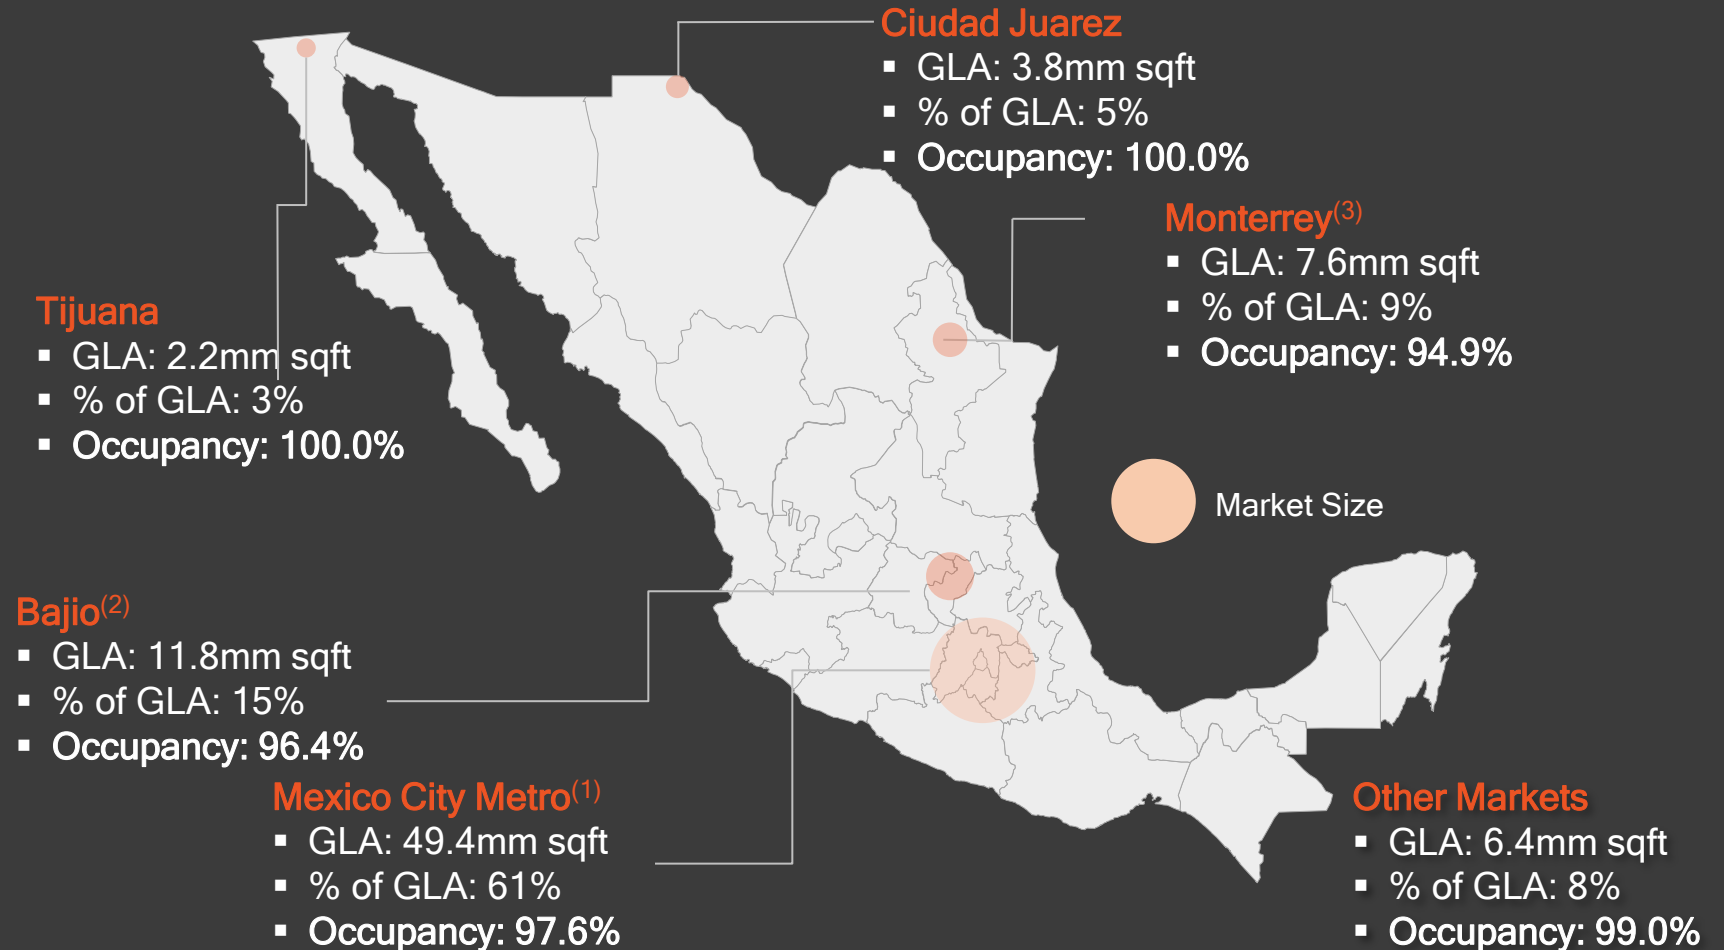 Ciudad Juarez
▪ GLA: 3.8mm sqft
▪ % of GLA: 5%
▪ Occupancy: 100.0%
Monterrey(3)
▪ GLA: 7.6mm sqft
▪ % of GLA: 9%
▪ Occupancy: 94.9%
Tijuana
▪ GLA: 2.2mm sqft
▪ % of GLA: 3%
▪ Occupancy: 100.0%
Market Size
Bajio(2)
▪ GLA: 11.8mm sqft
▪ % of GLA: 15%
▪ Occupancy: 96.4%
Mexico City Metro(1)
▪ GLA: 49.4mm sqft
▪ % of GLA: 61%
▪ Occupancy: 97.6%
Other Markets
▪ GLA: 6.4mm sqft
▪ % of GLA: 8%
▪ Occupancy: 99.0%